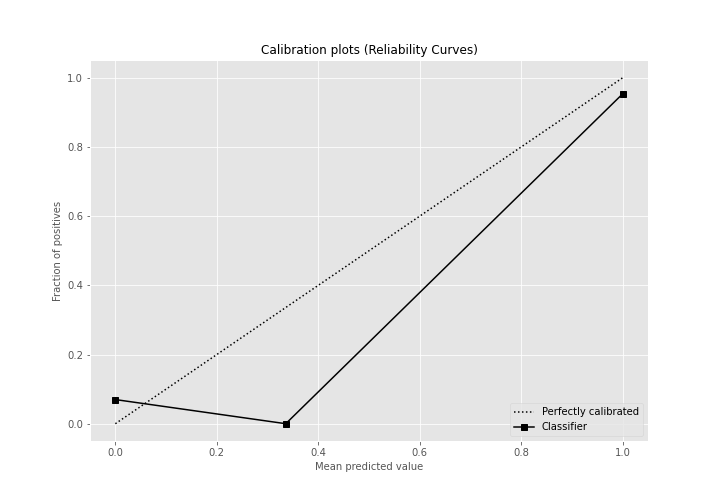 Calibration plots (Reliability Curves)
1.0
0.8
0.6
0.4
0.2
0.0
Fraction of positives
0.0 0.2 0.4 0.6 0.8 1.0
Mean predicted value
Perfectly calibrated
Classifier